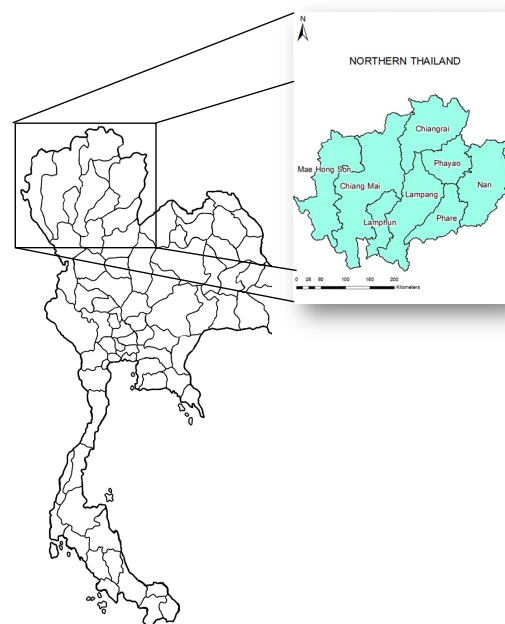 N
NORTHERN THAILAND
Chiangrai
Mae Hong Son
Phayao
Chiang Mai
Nan
Lampang
Lamphun
Phare
0 25 50 100 150 200
Kilometers